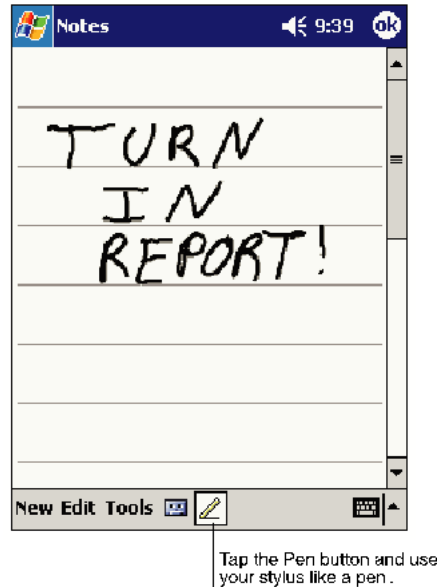 Notes 9:39 ok
TURN
IN
REPORT!
New Edit Tools
Tap the Pen button and use
your stylus like a pen.